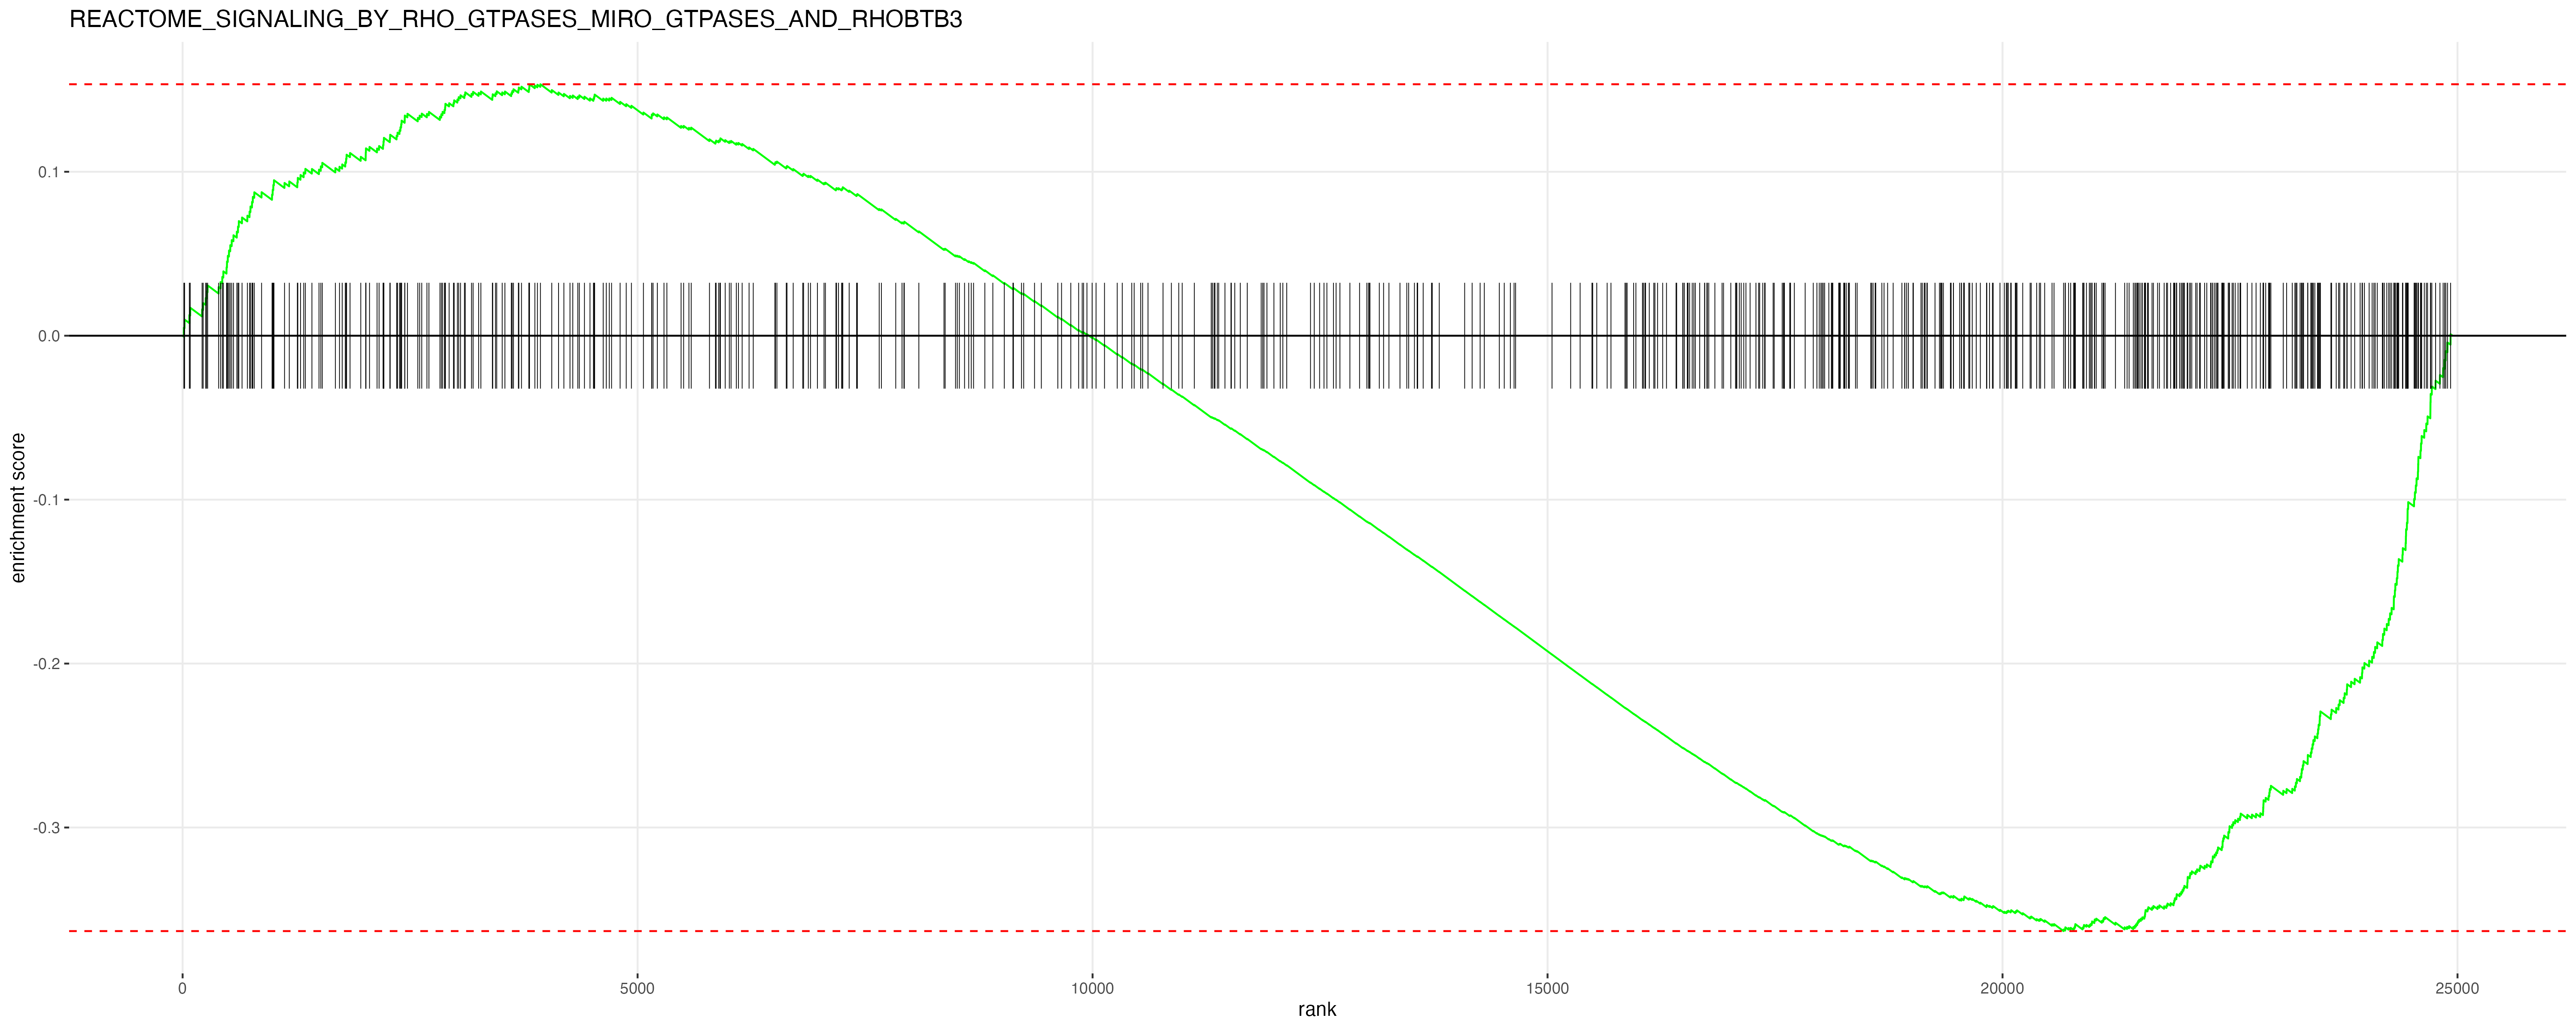 REACTOME_SIGNALING_BY_RHO_GTPASES_MIRO_GTPASES_AND_RHOBTB3
0.1
0.0
-0.1
-0.2
-0.3
enrichment score
0 5000 10000 15000 20000 25000
rank